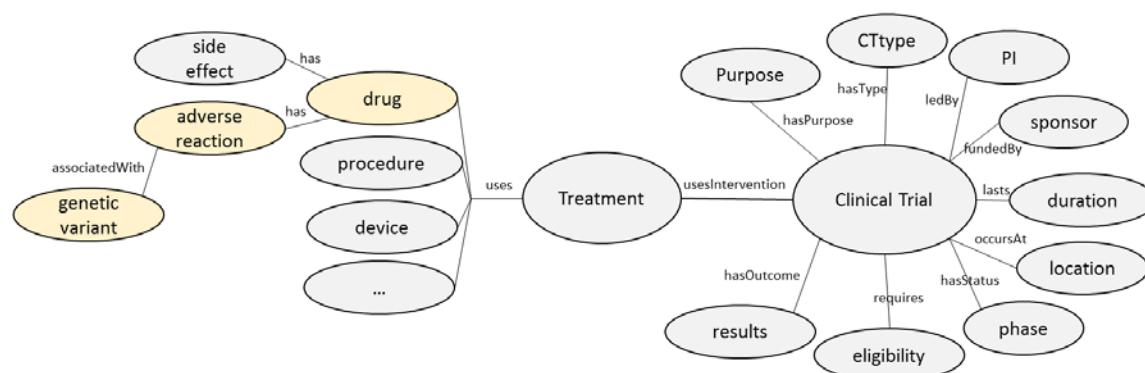 side
effect
has
drug
adverse
reaction
has
associatedWith
genetic
variant
procedure
device
...
uses
Treatment
usesIntervention
Clinical Trial
Purpose
hasPurpose
CTtype
hasType
PI
ledBy
sponsor
fundedBy
lasts
duration
occursAt
location
hasStatus
phase
requires
eligibility
hasOutcome
results